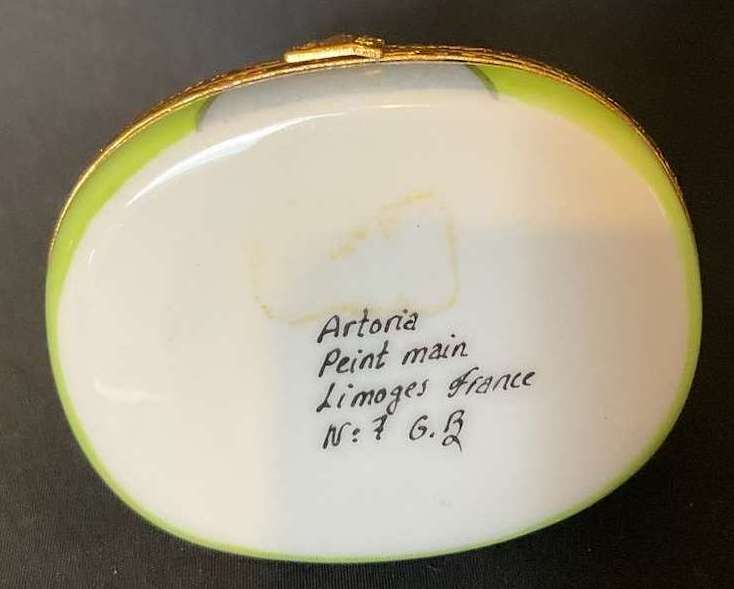 Artoria
Peint main
Limoges France
N: 7 G.R